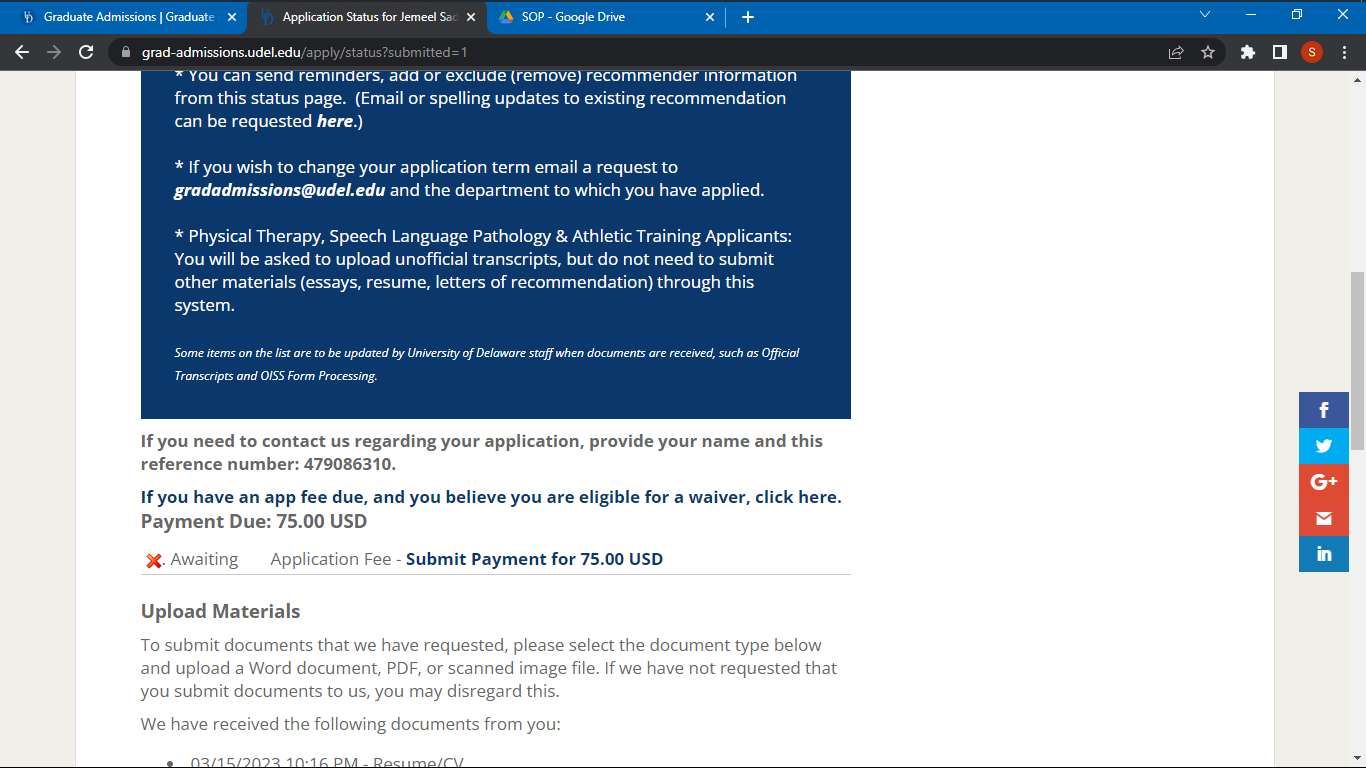 Graduate Admissions | Graduate
Application Status for Jemeel Sad
SOP - Google Drive
grad-admissions.udel.edu/apply/status?submitted=1
S
* You can send reminders, add or exclude (remove) recommender information
from this status page.  (Email or spelling updates to existing recommendation
can be requested here.)
* If you wish to change your application term email a request to
gradadmissions@udel.edu and the department to which you have applied.
* Physical Therapy, Speech Language Pathology & Athletic Training Applicants:
You will be asked to upload unofficial transcripts, but do not need to submit
other materials (essays, resume, letters of recommendation) through this
system.
Some items on the list are to be updated by University of Delaware staff when documents are received, such as Official
Transcripts and OISS Form Processing.
If you need to contact us regarding your application, provide your name and this
reference number: 479086310.
If you have an app fee due, and you believe you are eligible for a waiver, click here.
Payment Due: 75.00 USD
. Awaiting Application Fee - Submit Payment for 75.00 USD
Upload Materials
To submit documents that we have requested, please select the document type below
and upload a Word document, PDF, or scanned image file. If we have not requested that
you submit documents to us, you may disregard this.
We have received the following documents from you:
• 03/15/2023 10:16 PM - Resume/CV
f
G+
in